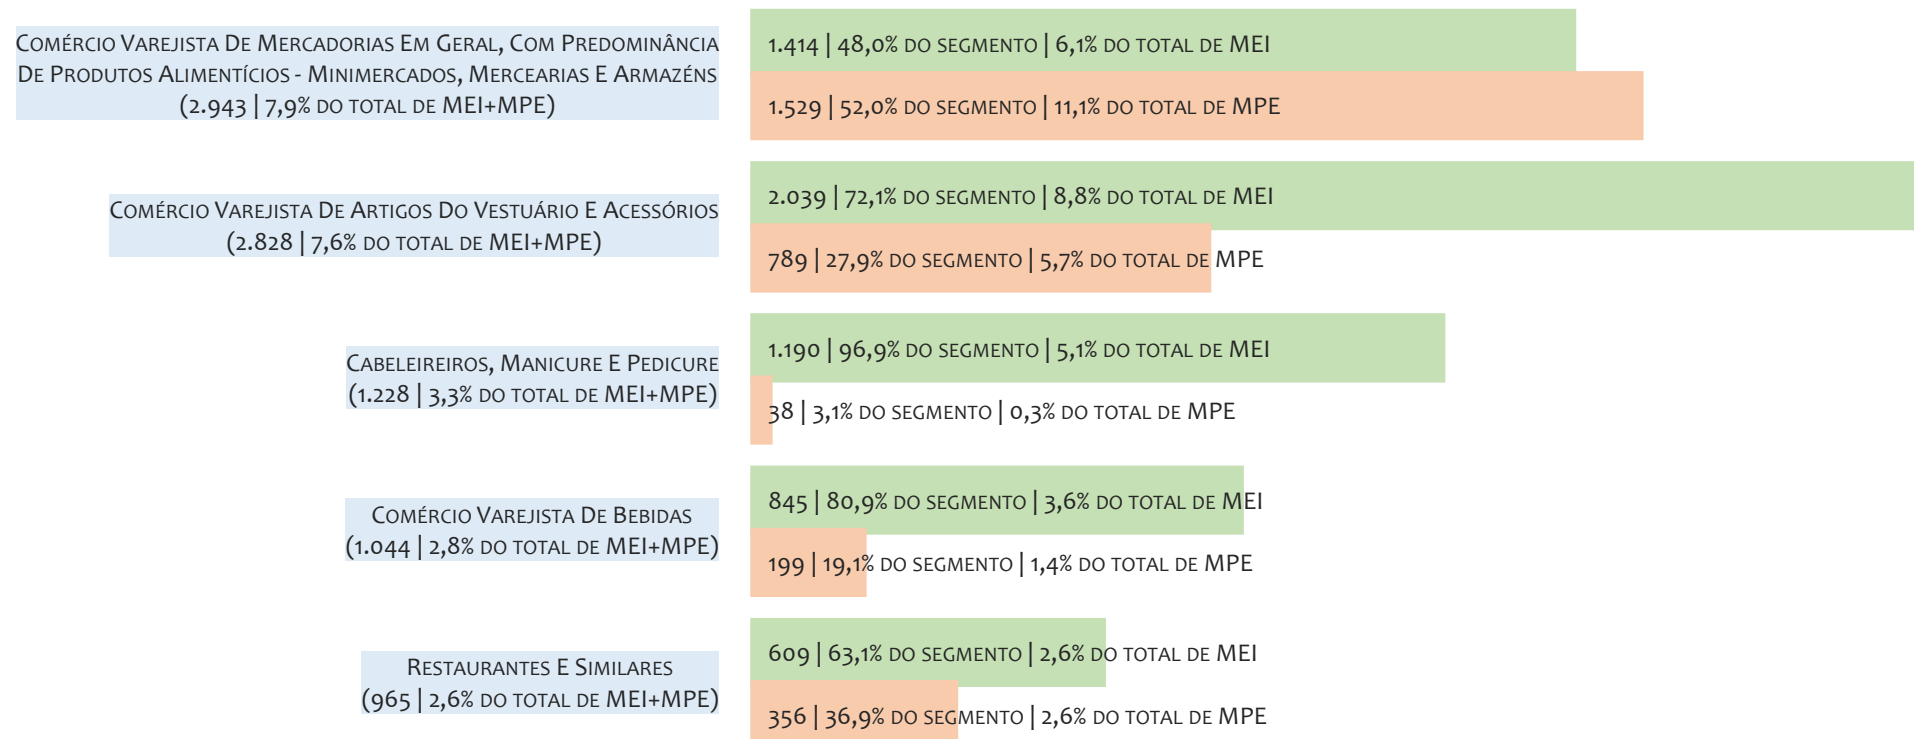 Comércio Varejista De Mercadorias Em Geral, Com Predominância
De Produtos Alimentícios - Minimercados, Mercearias E Armazéns
(2.943 | 7,9% do total de MEI+MPE)
1.414 | 48,0% do segmento | 6,1% do total de MEI
1.529 | 52,0% do segmento | 11,1% do total de MPE
Comércio Varejista De Artigos Do Vestuário E Acessórios
(2.828 | 7,6% do total de MEI+MPE)
2.039 | 72,1% do segmento | 8,8% do total de MEI
789 | 27,9% do segmento | 5,7% do total de MPE
Cabeleireiros, Manicure E Pedicure
(1.228 | 3,3% do total de MEI+MPE)
1.190 | 96,9% do segmento | 5,1% do total de MEI
38 | 3,1% do segmento | 0,3% do total de MPE
Comércio Varejista De Bebidas
(1.044 | 2,8% do total de MEI+MPE)
845 | 80,9% do segmento | 3,6% do total de MEI
199 | 19,1% do segmento | 1,4% do total de MPE
Restaurantes E Similares
(965 | 2,6% do total de MEI+MPE)
609 | 63,1% do segmento | 2,6% do total de MEI
356 | 36,9% do segmento | 2,6% do total de MPE